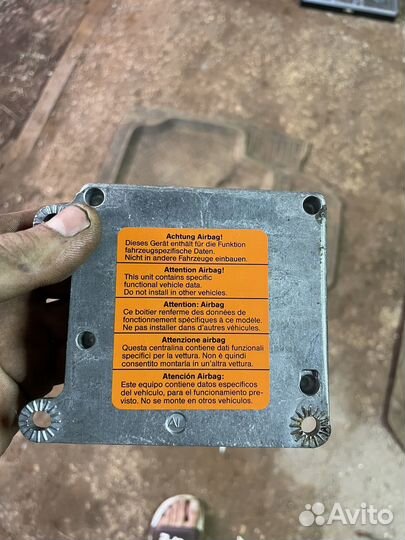 Achtung Airbag!
Dieses Gerät enthält für die Funktion
fahrzeugspezifische Daten.
Nicht in andere Fahrzeuge einbauen.
Attention Airbag!
This unit contains specific
functional vehicle data.
Do not install in other vehicles.
Attention: Airbag
Ce boitier renferme des données de
fonctionnement spécifiques à ce modèle.
Ne pas installer dans d'autres véhicules.
Attenzione airbag
Questa centralina contiene dati funzionali
specifici per la vettura. Non è quindi
consentito montarla in un'altra vettura.
Atención Airbag:
Este equipo contiene datos especificos
del vehiculo, para el funcionamiento pre-
visto. No se monte en otros vehiculos.
Avito